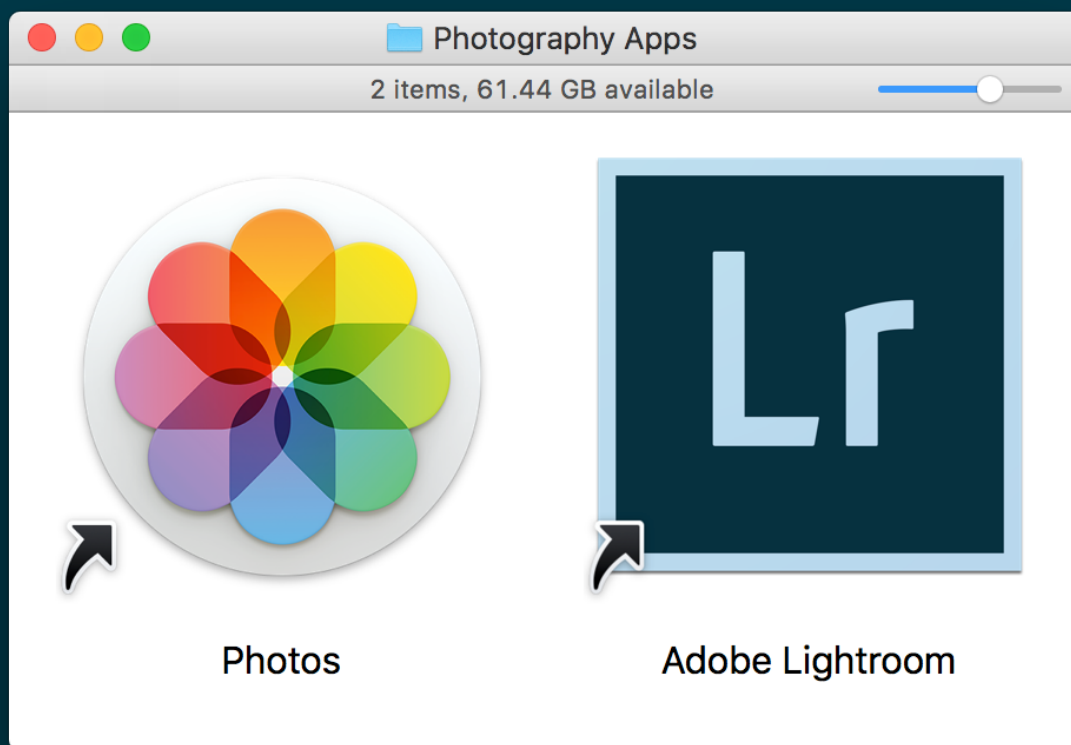 Photography Apps
2 items, 61.44 GB available
Lr
Photos
Adobe Lightroom